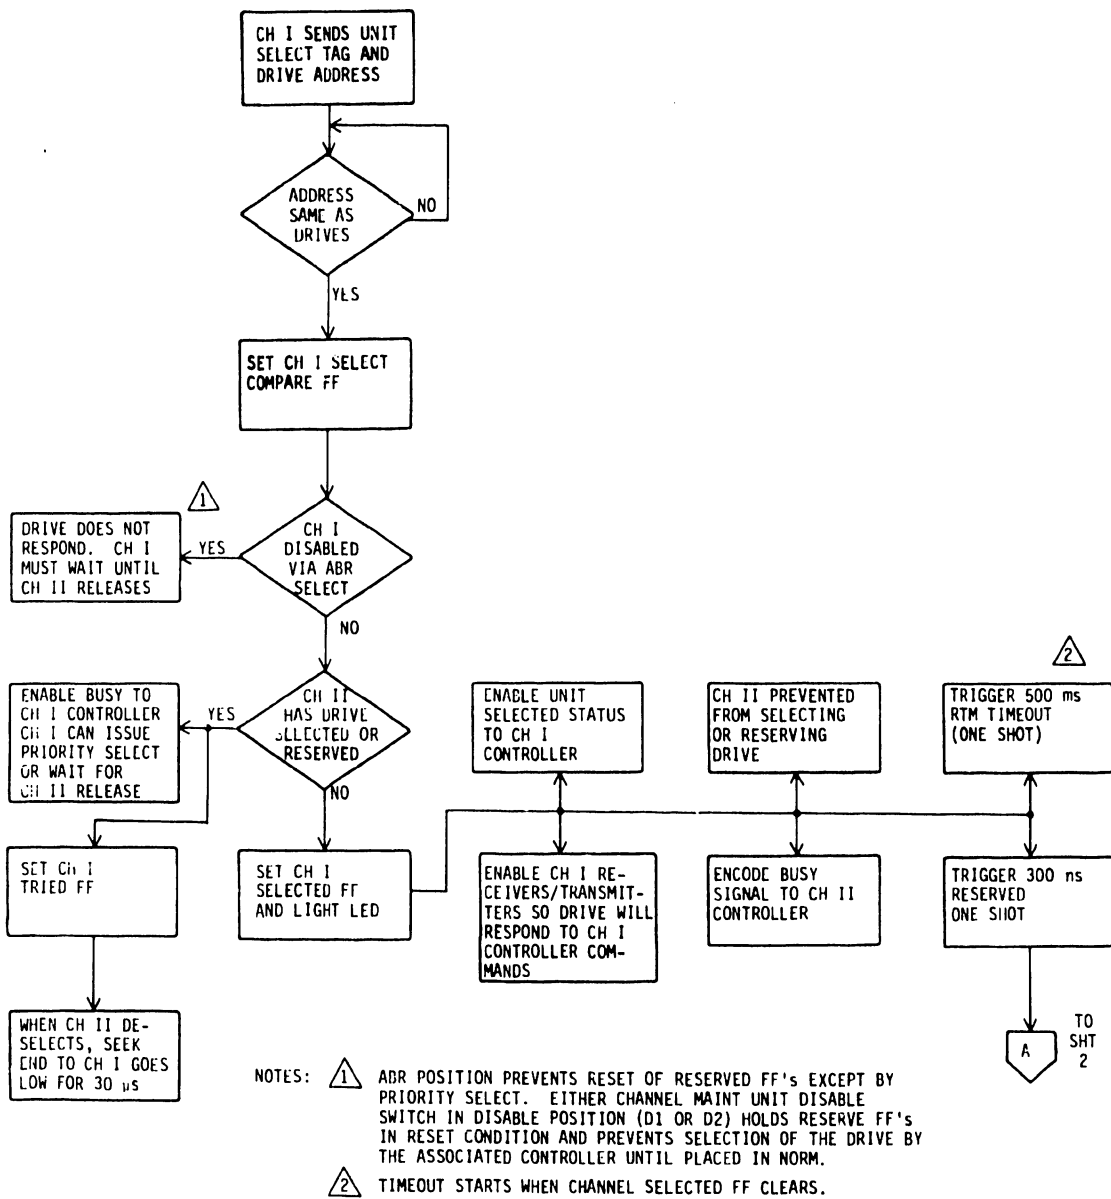 CH I SENDS UNIT
SELECT TAG AND
DRIVE ADDRESS
ADDRESS
SAME AS
DRIVES
NO
YES
SET CH I SELECT
COMPARE FF
1
DRIVE DOES NOT
RESPOND. CH I
MUST WAIT UNTIL
CH II RELEASES
YES
CH I
DISABLED
VIA ABR
SELECT
NO
ENABLE BUSY TO
CH I CONTROLLER
CH I CAN ISSUE
PRIORITY SELECT
OR WAIT FOR
CH II RELEASE
YES
CH II
HAS DRIVE
SELECTED OR
RESERVED
NO
ENABLE UNIT
SELECTED STATUS
TO CH I
CONTROLLER
CH II PREVENTED
FROM SELECTING
OR RESERVING
DRIVE
2
TRIGGER 500 ms
RTM TIMEOUT
(ONE SHOT)
SET CH I
TRIED FF
SET CH I
SELECTED FF
AND LIGHT LED
ENABLE CH I RE-
CEIVERS/TRANSMIT-
TERS SO DRIVE WILL
RESPOND TO CH I
CONTROLLER COM-
MANDS
ENCODE BUSY
SIGNAL TO CH II
CONTROLLER
TRIGGER 300 ns
RESERVED
ONE SHOT
WHEN CH II DE-
SELECTS, SEEK
END TO CH I GOES
LOW FOR 30 µs
A
TO
SHT
2
NOTES: 1 ABR POSITION PREVENTS RESET OF RESERVED FF's EXCEPT BY
PRIORITY SELECT. EITHER CHANNEL MAINT UNIT DISABLE
SWITCH IN DISABLE POSITION (D1 OR D2) HOLDS RESERVE FF's
IN RESET CONDITION AND PREVENTS SELECTION OF THE DRIVE BY
THE ASSOCIATED CONTROLLER UNTIL PLACED IN NORM.
2 TIMEOUT STARTS WHEN CHANNEL SELECTED FF CLEARS.